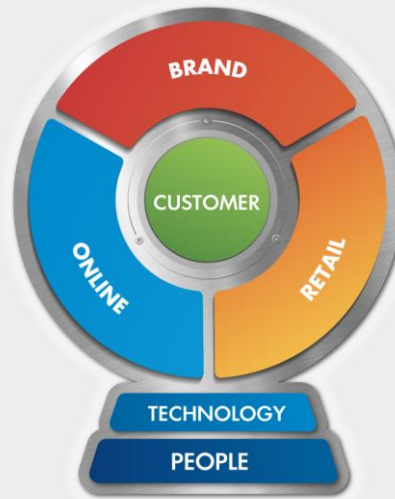 BRAND
CUSTOMER
ONLINE
RETAIL
TECHNOLOGY
PEOPLE